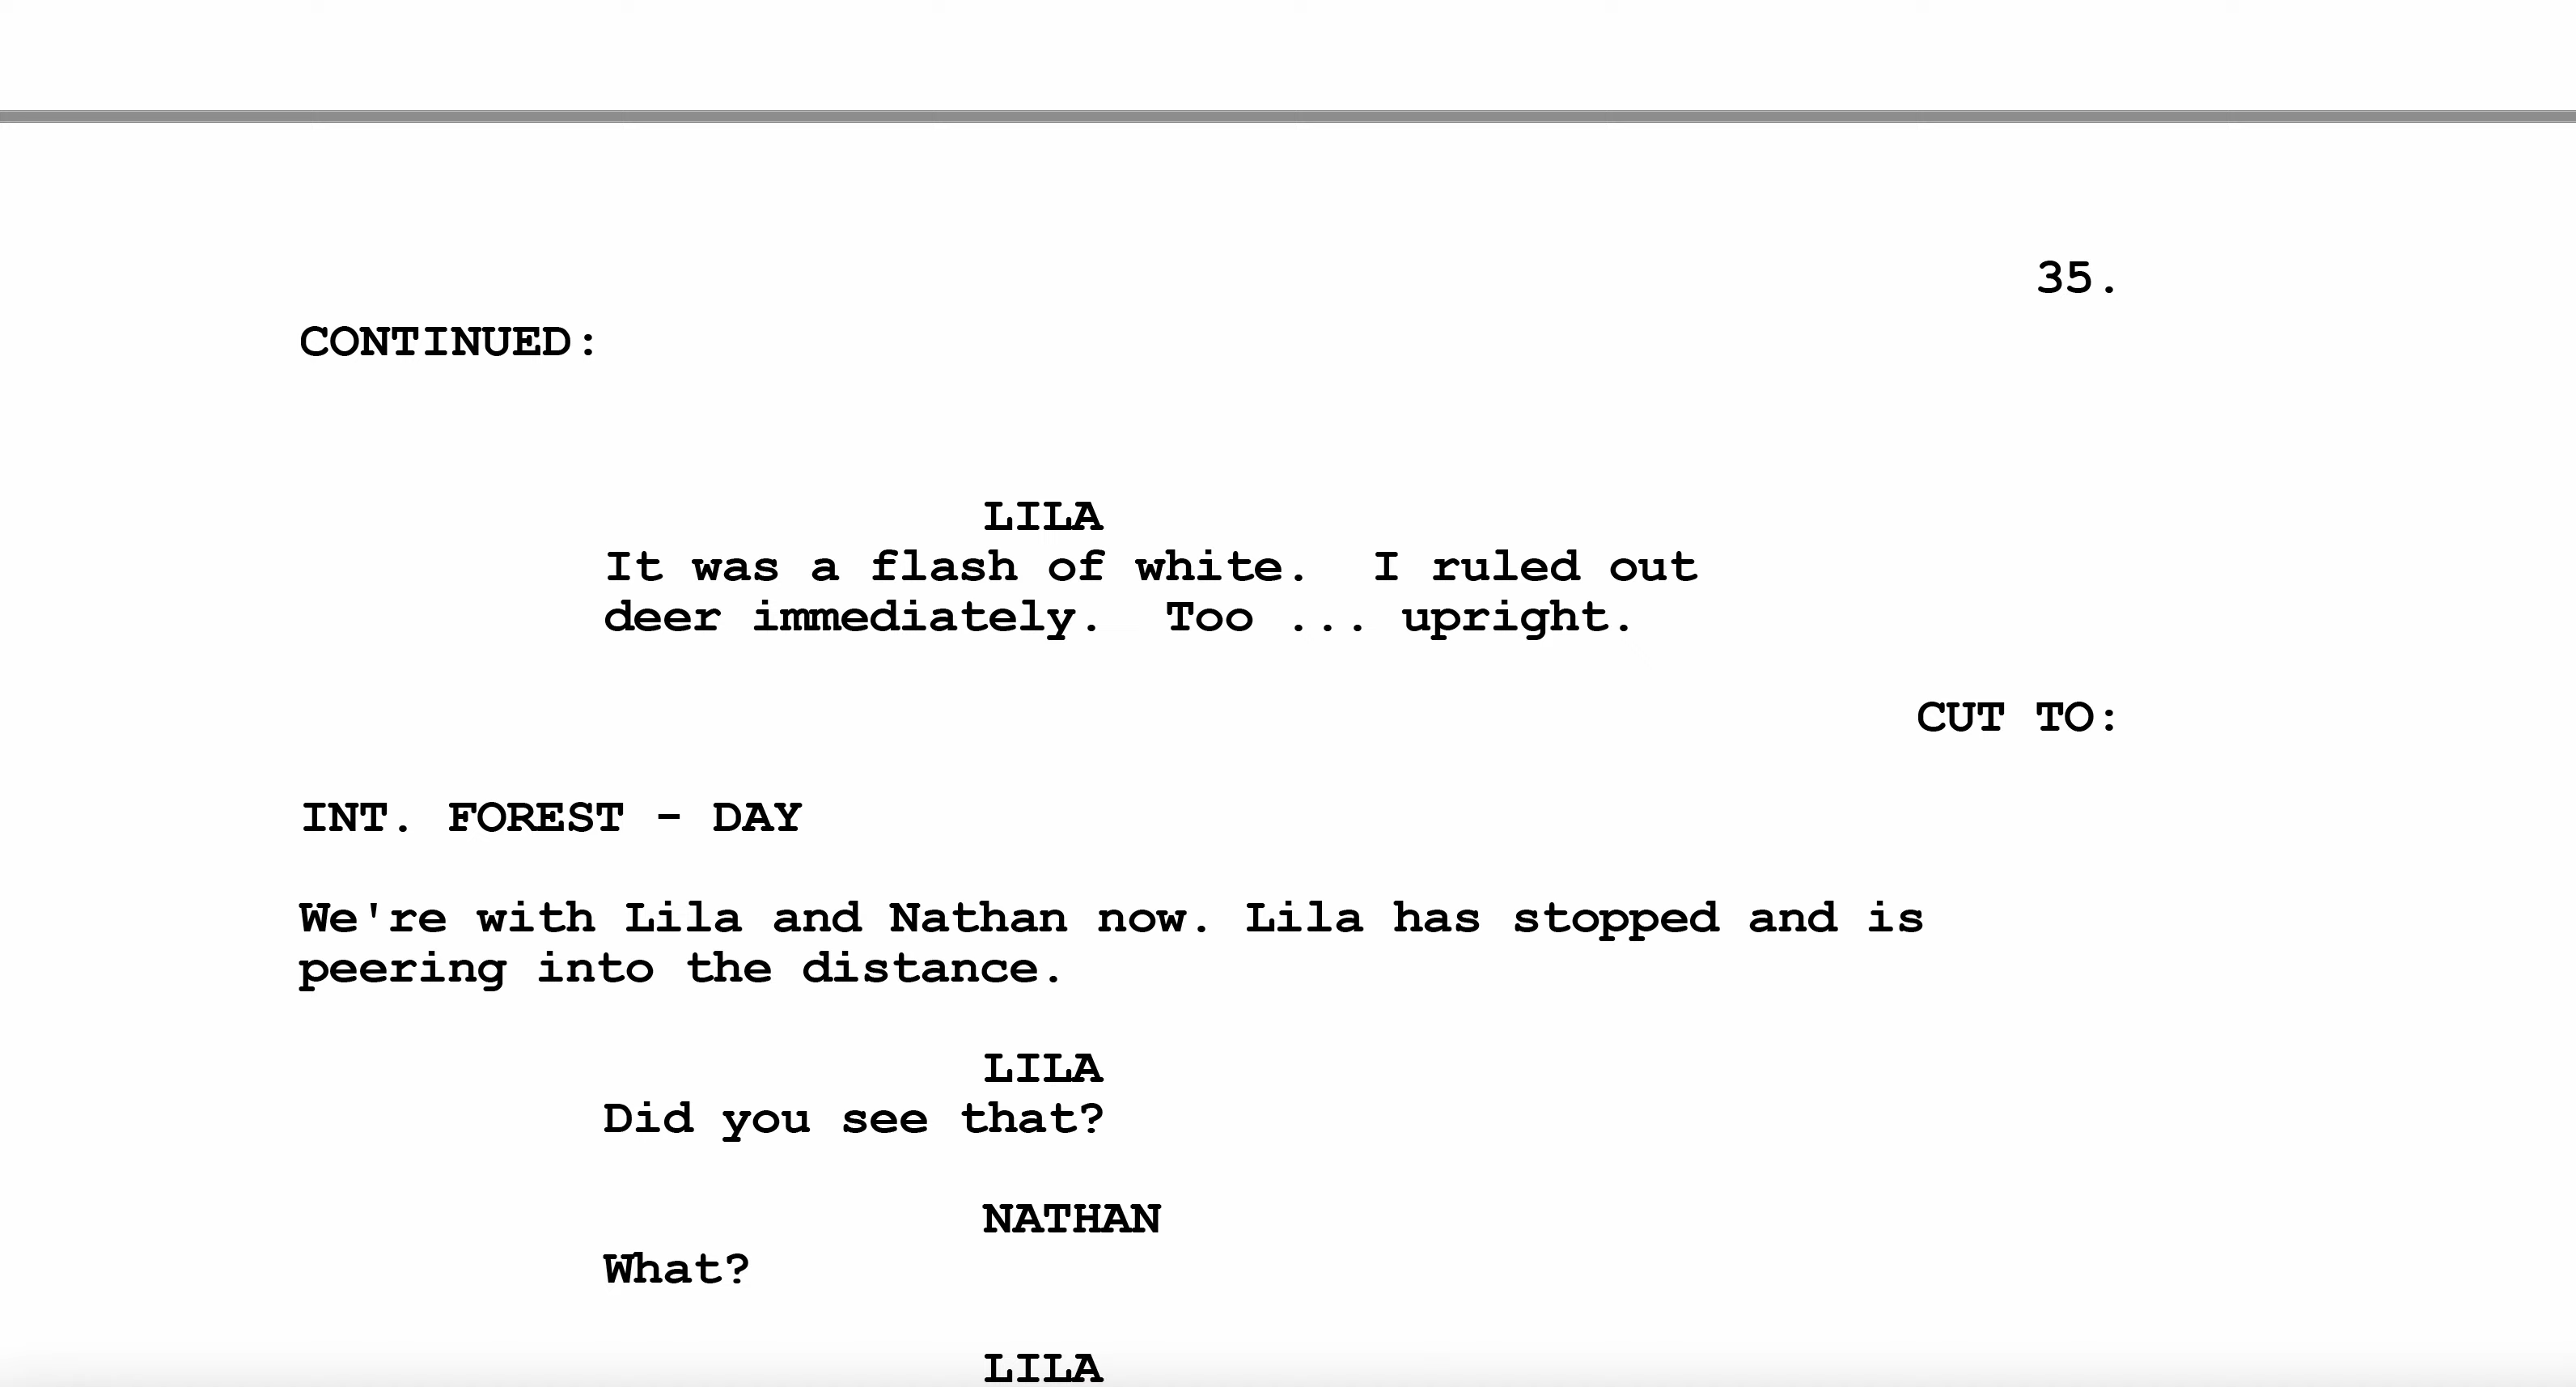 35.
CONTINUED:
LILA
It was a flash of white.  I ruled out
deer immediately.  Too ... upright.
CUT TO:
INT. FOREST - DAY
We're with Lila and Nathan now. Lila has stopped and is
peering into the distance.
LILA
Did you see that?
NATHAN
What?
LILA